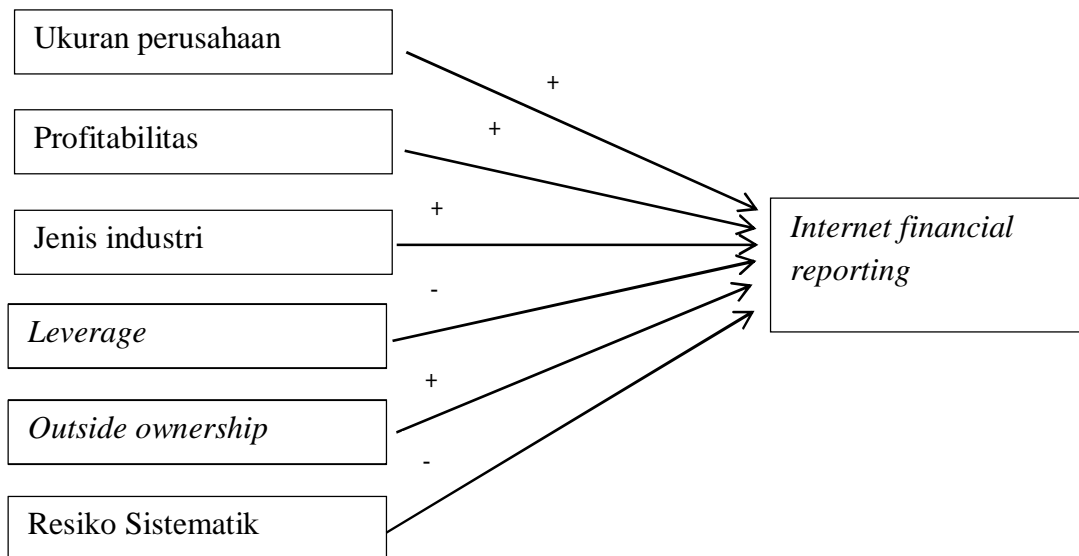 Ukuran perusahaan
+
Profitabilitas
+
Jenis industri
+
Internet financial
reporting
-
Leverage
+
Outside ownership
-
Resiko Sistematik